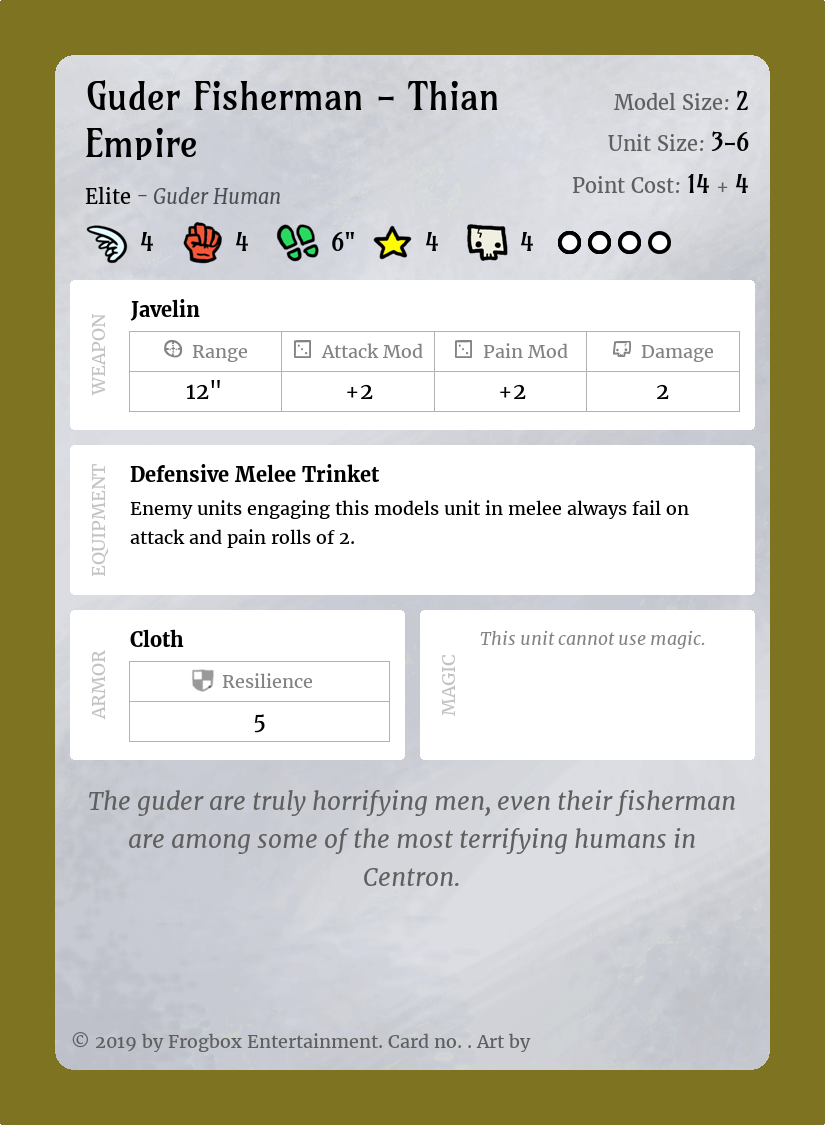 Guder Fisherman – Thian
Empire
Model Size: 2
Unit Size: 3–6
Point Cost: 14 + 4
Elite – Guder Human
4 4 6" 4 4
WEAPON
Javelin
Range Attack Mod Pain Mod Damage
12" +2 +2 2
EQUIPMENT
Defensive Melee Trinket
Enemy units engaging this models unit in melee always fail on
attack and pain rolls of 2.
ARMOR
Cloth
Resilience
5
MAGIC
This unit cannot use magic.
The guder are truly horrifying men, even their fisherman
are among some of the most terrifying humans in
Centron.
© 2019 by Frogbox Entertainment. Card no. . Art by